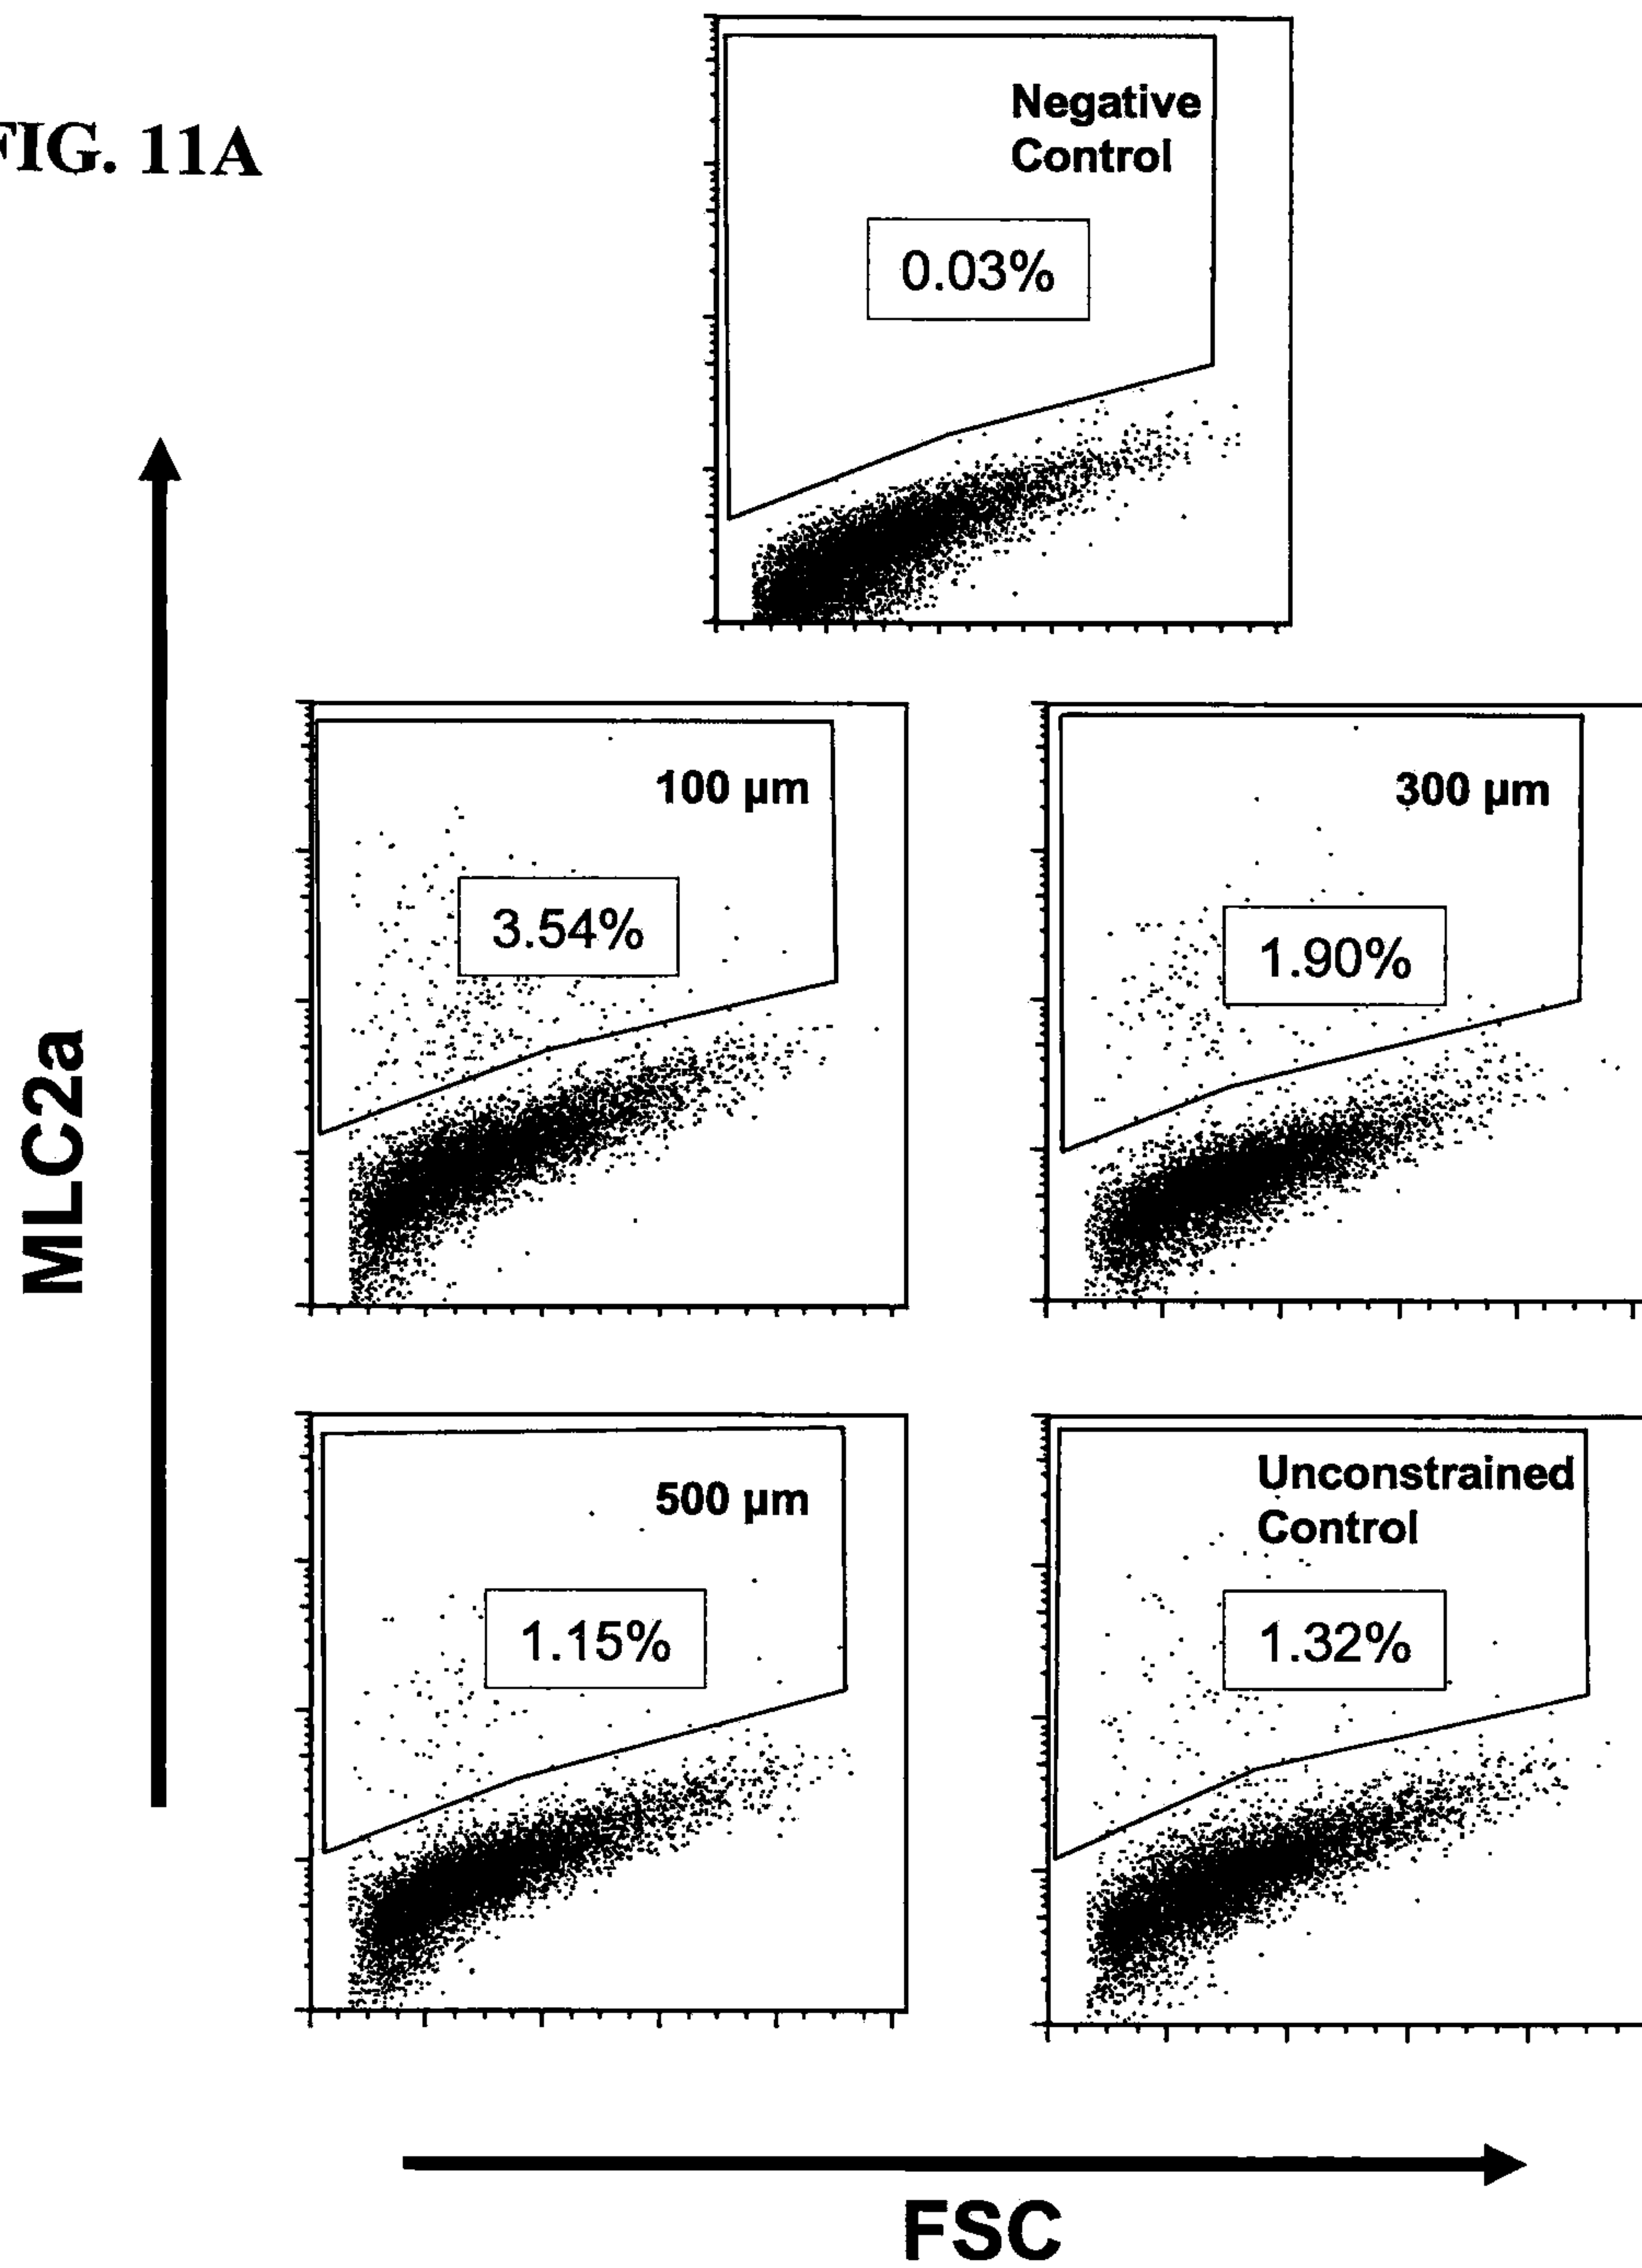 FIG. 11A
Negative
Control
0.03%
MLC2a
100 µm
3.54%
300 µm
1.90%
500 µm
1.15%
Unconstrained
Control
1.32%
FSC